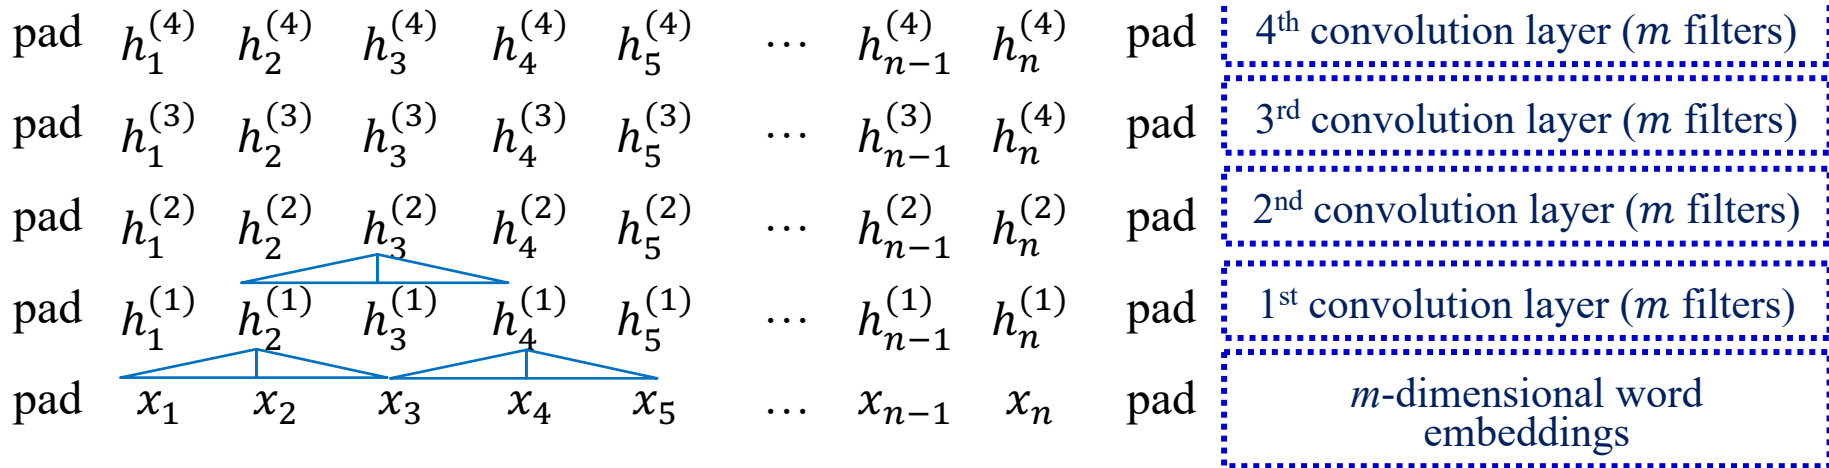 pad h_1^{(4)} h_2^{(4)} h_3^{(4)} h_4^{(4)} h_5^{(4)} … h_{n−1}^{(4)} h_n^{(4)} pad 4th convolution layer (m filters)
pad h_1^{(3)} h_2^{(3)} h_3^{(3)} h_4^{(3)} h_5^{(3)} … h_{n−1}^{(3)} h_n^{(4)} pad 3rd convolution layer (m filters)
pad h_1^{(2)} h_2^{(2)} h_3^{(2)} h_4^{(2)} h_5^{(2)} … h_{n−1}^{(2)} h_n^{(2)} pad 2nd convolution layer (m filters)
pad h_1^{(1)} h_2^{(1)} h_3^{(1)} h_4^{(1)} h_5^{(1)} … h_{n−1}^{(1)} h_n^{(1)} pad 1st convolution layer (m filters)
pad x_1 x_2 x_3 x_4 x_5 … x_{n−1} x_n pad m-dimensional word
embeddings